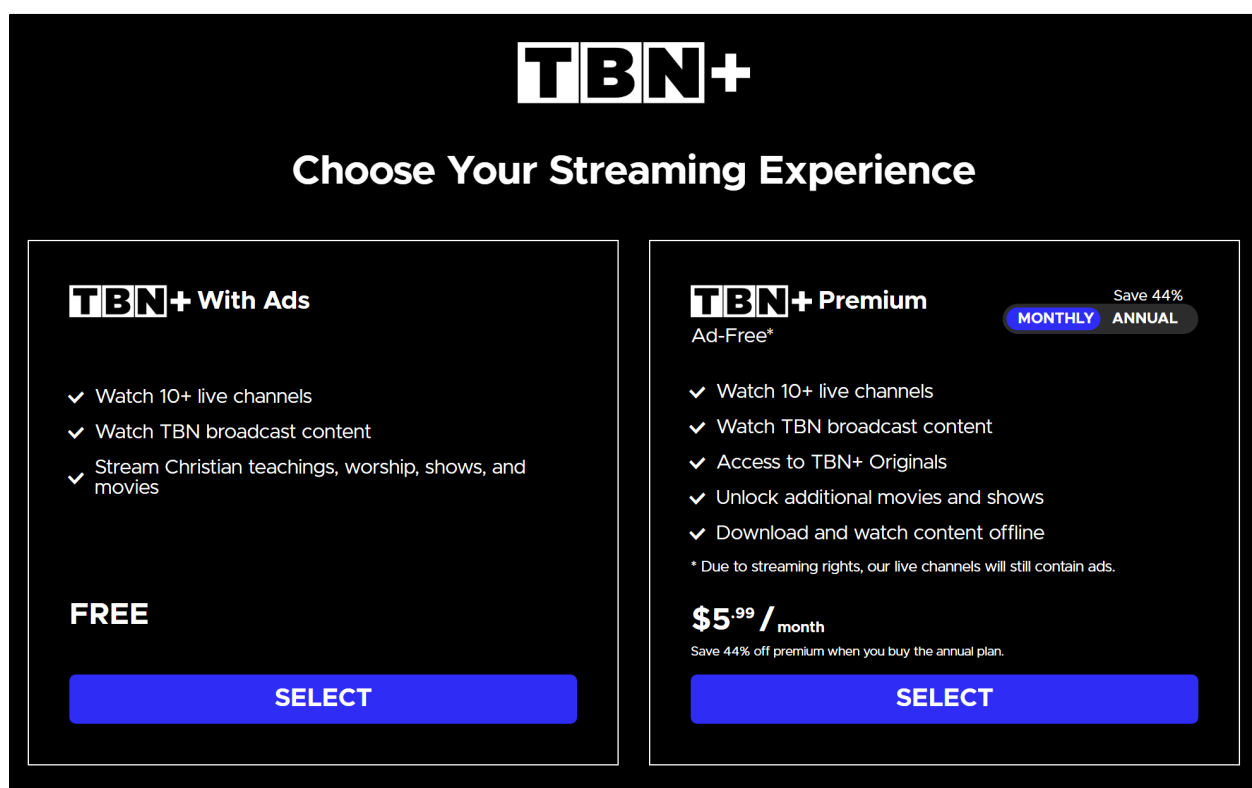 TBN+
Choose Your Streaming Experience
TBN+ With Ads
Watch 10+ live channels
Watch TBN broadcast content
Stream Christian teachings, worship, shows, and
movies
FREE
SELECT
TBN+ Premium
Ad-Free*
Save 44%
MONTHLY ANNUAL
Watch 10+ live channels
Watch TBN broadcast content
Access to TBN+ Originals
Unlock additional movies and shows
Download and watch content offline
* Due to streaming rights, our live channels will still contain ads.
$5.99 / month
Save 44% off premium when you buy the annual plan.
SELECT